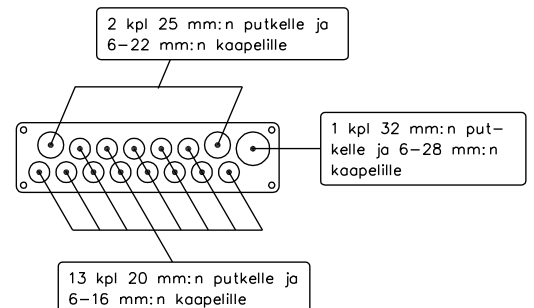 2 kpl 25 mm:n putkelle ja
6–22 mm:n kaapelille
1 kpl 32 mm:n put–
kelle ja 6–28 mm:n
kaapelille
13 kpl 20 mm:n putkelle ja
6–16 mm:n kaapelille